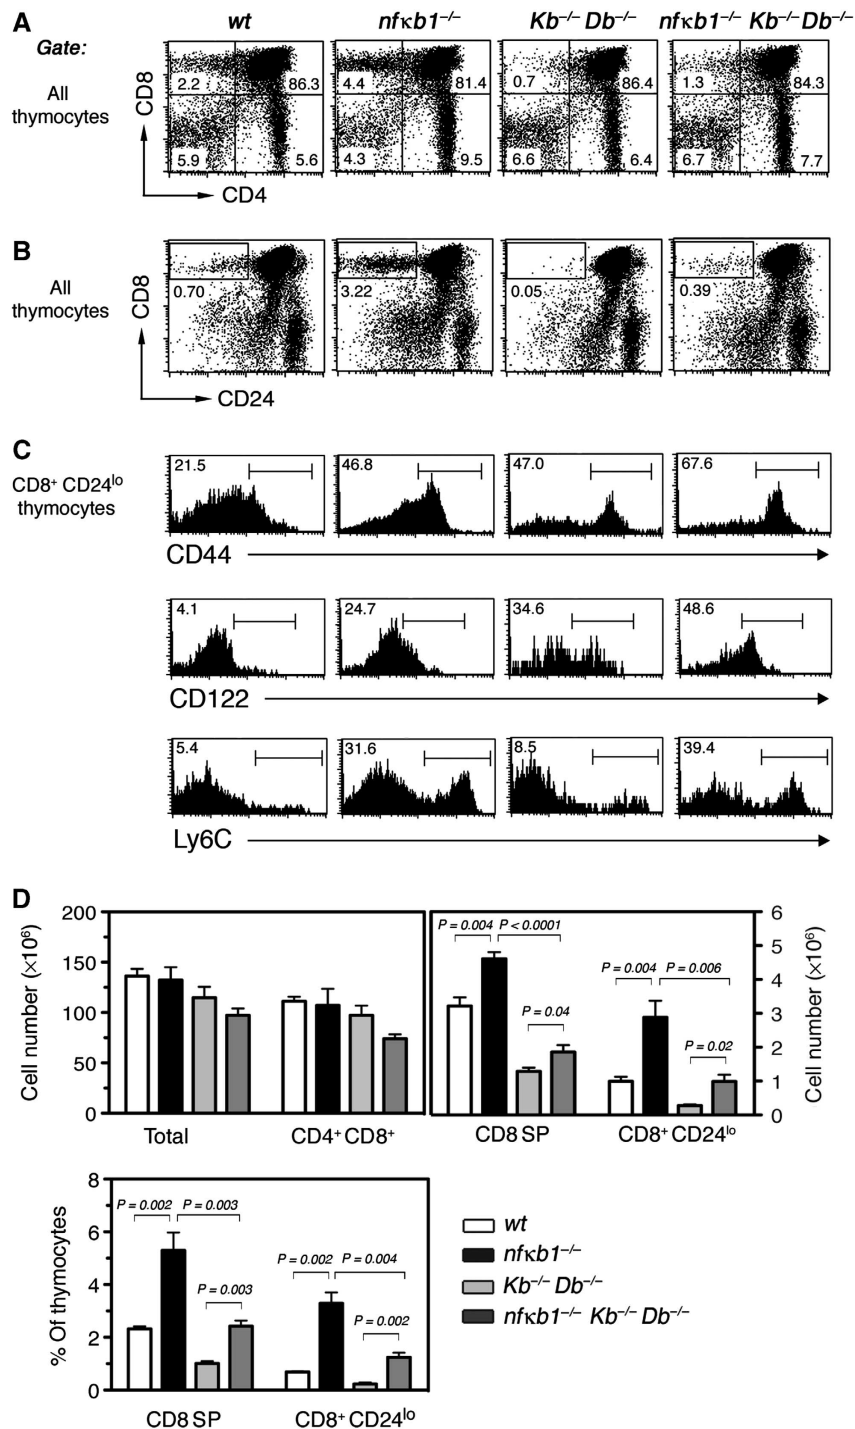 A
wt
nfκb1–/–
Kb–/– Db–/–
nfκb1–/– Kb–/–Db–/–
Gate:
All
thymocytes
CD8
2.2 86.3
5.9 5.6
4.4 81.4
4.3 9.5
0.7 86.4
6.6 6.4
1.3 84.3
6.7 7.7
CD4
B
All
thymocytes
CD8
0.70 3.22 0.05 0.39
CD24
C
CD8+ CD24lo
thymocytes
21.5 46.8 47.0 67.6
CD44
4.1 24.7 34.6 48.6
CD122
5.4 31.6 8.5 39.4
Ly6C
D
Cell number (×10⁶)
200
150
100
50
0
Total CD4+ CD8+
P = 0.004 P < 0.0001
P = 0.04
P = 0.004 P = 0.006
P = 0.02
CD8 SP CD8+ CD24lo
6
5
4
3
2
1
0
Cell number (×10⁶)
% Of thymocytes
8
6
4
2
0
P = 0.002 P = 0.003
P = 0.003
P = 0.002 P = 0.004
P = 0.002
CD8 SP CD8+ CD24lo
wt
nfκb1–/–
Kb–/– Db–/–
nfκb1–/– Kb–/– Db–/–